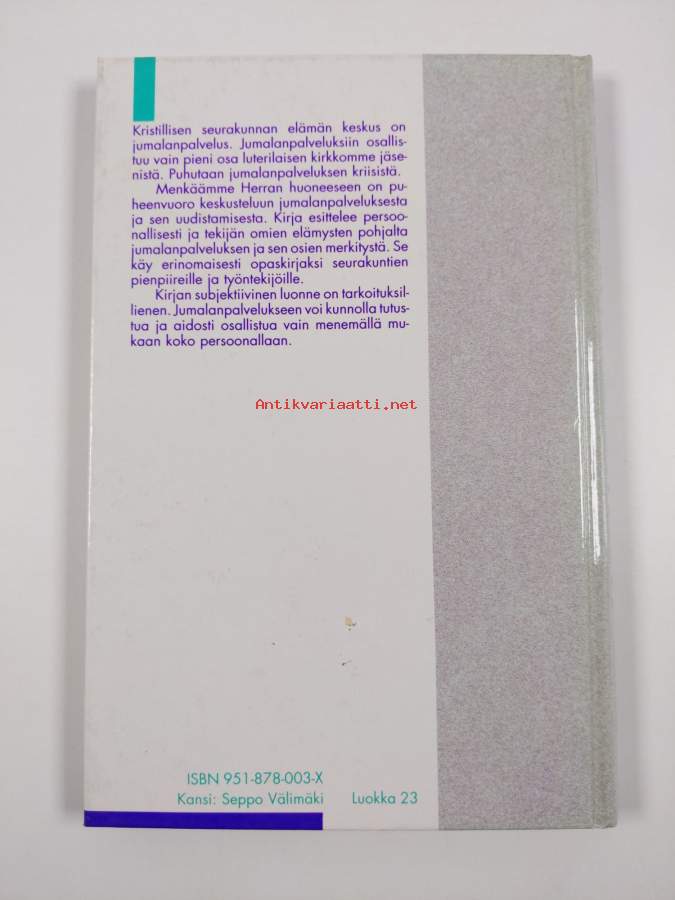 Kristillisen seurakunnan elämän keskus on
jumalanpalvelus. Jumalanpalveluksiin osallis-
tuu vain pieni osa luterilaisen kirkkomme jäse-
nistä. Puhutaan jumalanpalveluksen kriisistä.
Menkäämme Herran huoneeseen on pu-
heenvuoro keskusteluun jumalanpalveluksesta
ja sen uudistamisesta. Kirja esittelee persoo-
nallisesti ja tekijän omien elämysten pohjalta
jumalanpalveluksen ja sen osien merkitystä. Se
käy erinomaisesti opaskirjaksi seurakuntien
pienpiireille ja työntekijöille.
Kirjan subjektiivinen luonne on tarkoituksil-
lienen. Jumalanpalvelukseen voi kunnolla tutus-
tua ja aidosti osallistua vain menemällä mu-
kaan koko persoonallaan.
Antikvariaatti.net
ISBN 951-878-003-X
Kansi: Seppo Välimäki Luokka 23